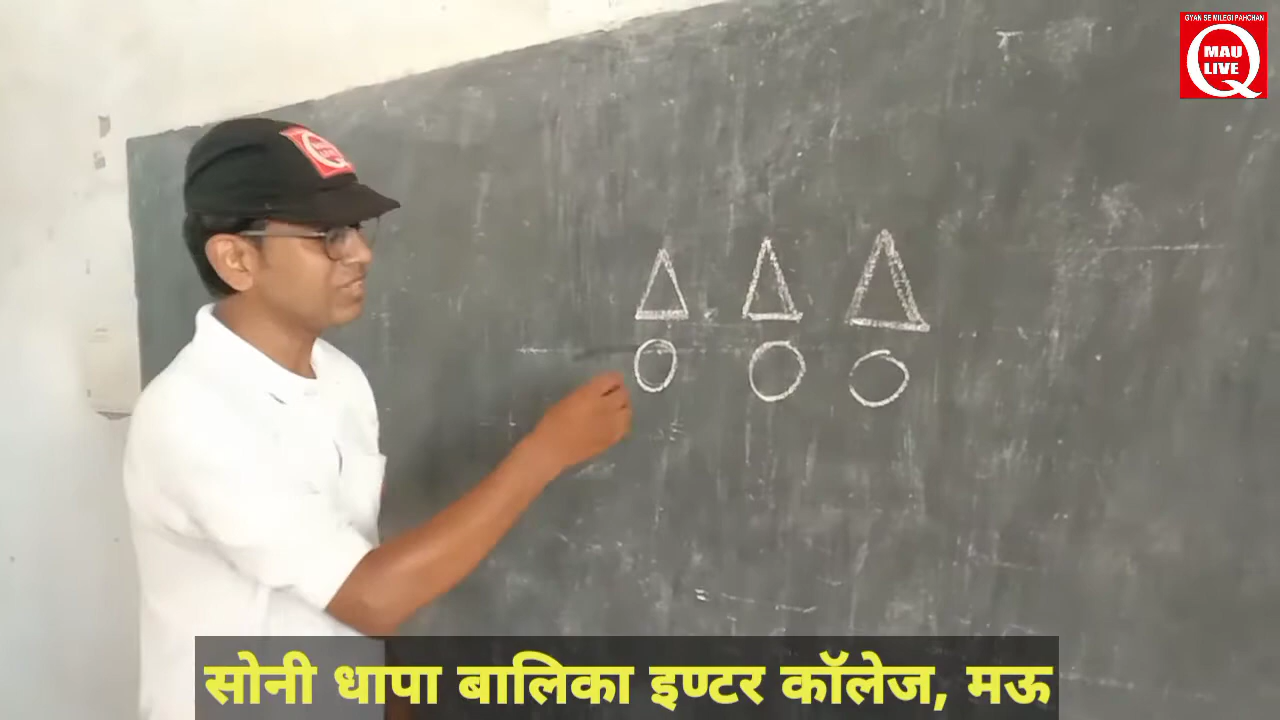 GYAN SE MILEGI PAHCHAN
MAU
LIVE
सोनी धापा बालिका इण्टर कॉलेज, मऊ